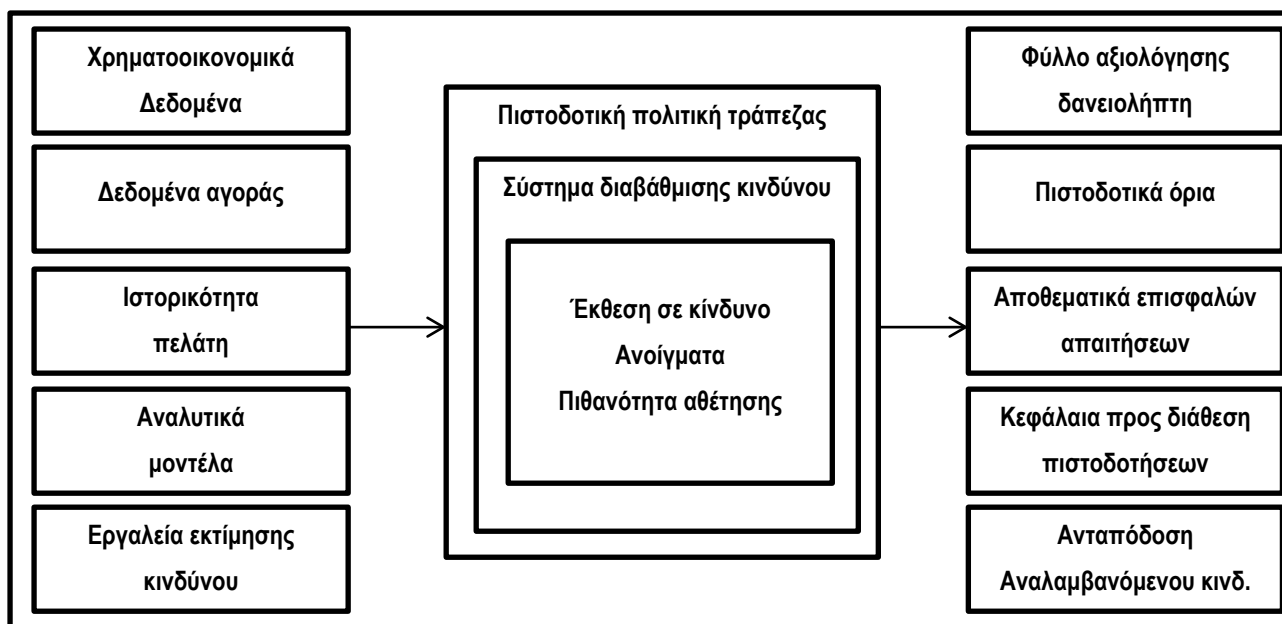 Χρηματοοικονομικά
Δεδομένα
Δεδομένα αγοράς
Ιστορικότητα
πελάτη
Αναλυτικά
μοντέλα
Εργαλεία εκτίμησης
κινδύνου
Πιστοδοτική πολιτική τράπεζας
Σύστημα διαβάθμισης κινδύνου
Έκθεση σε κίνδυνο
Ανοίγματα
Πιθανότητα αθέτησης
Φύλλο αξιολόγησης
δανειολήπτη
Πιστοδοτικά όρια
Αποθεματικά επισφαλών
απαιτήσεων
Κεφάλαια προς διάθεση
πιστοδοτήσεων
Ανταπόδοση
Αναλαμβανόμενου κινδ.